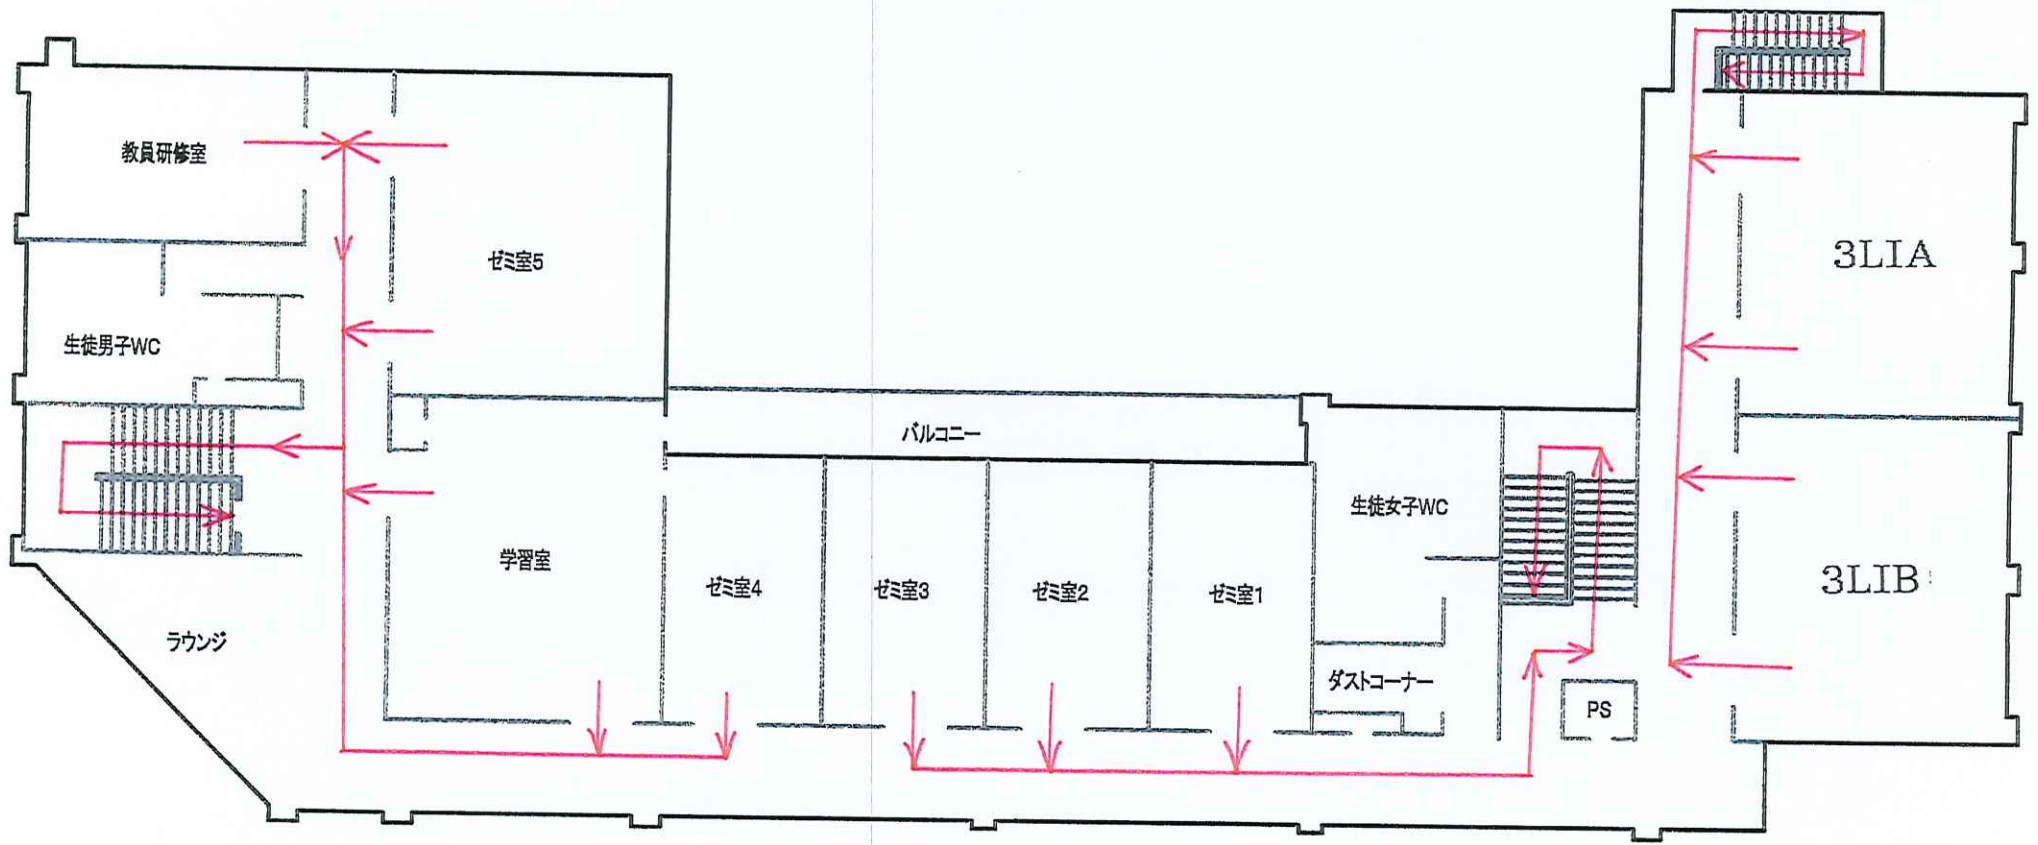 教員研修室
ゼミ室5
3LIA
生徒男子WC
バルコニー
生徒女子WC
学習室
ゼミ室4
ゼミ室3
ゼミ室2
ゼミ室1
3LIB
ラウンジ
ダストコーナー
PS